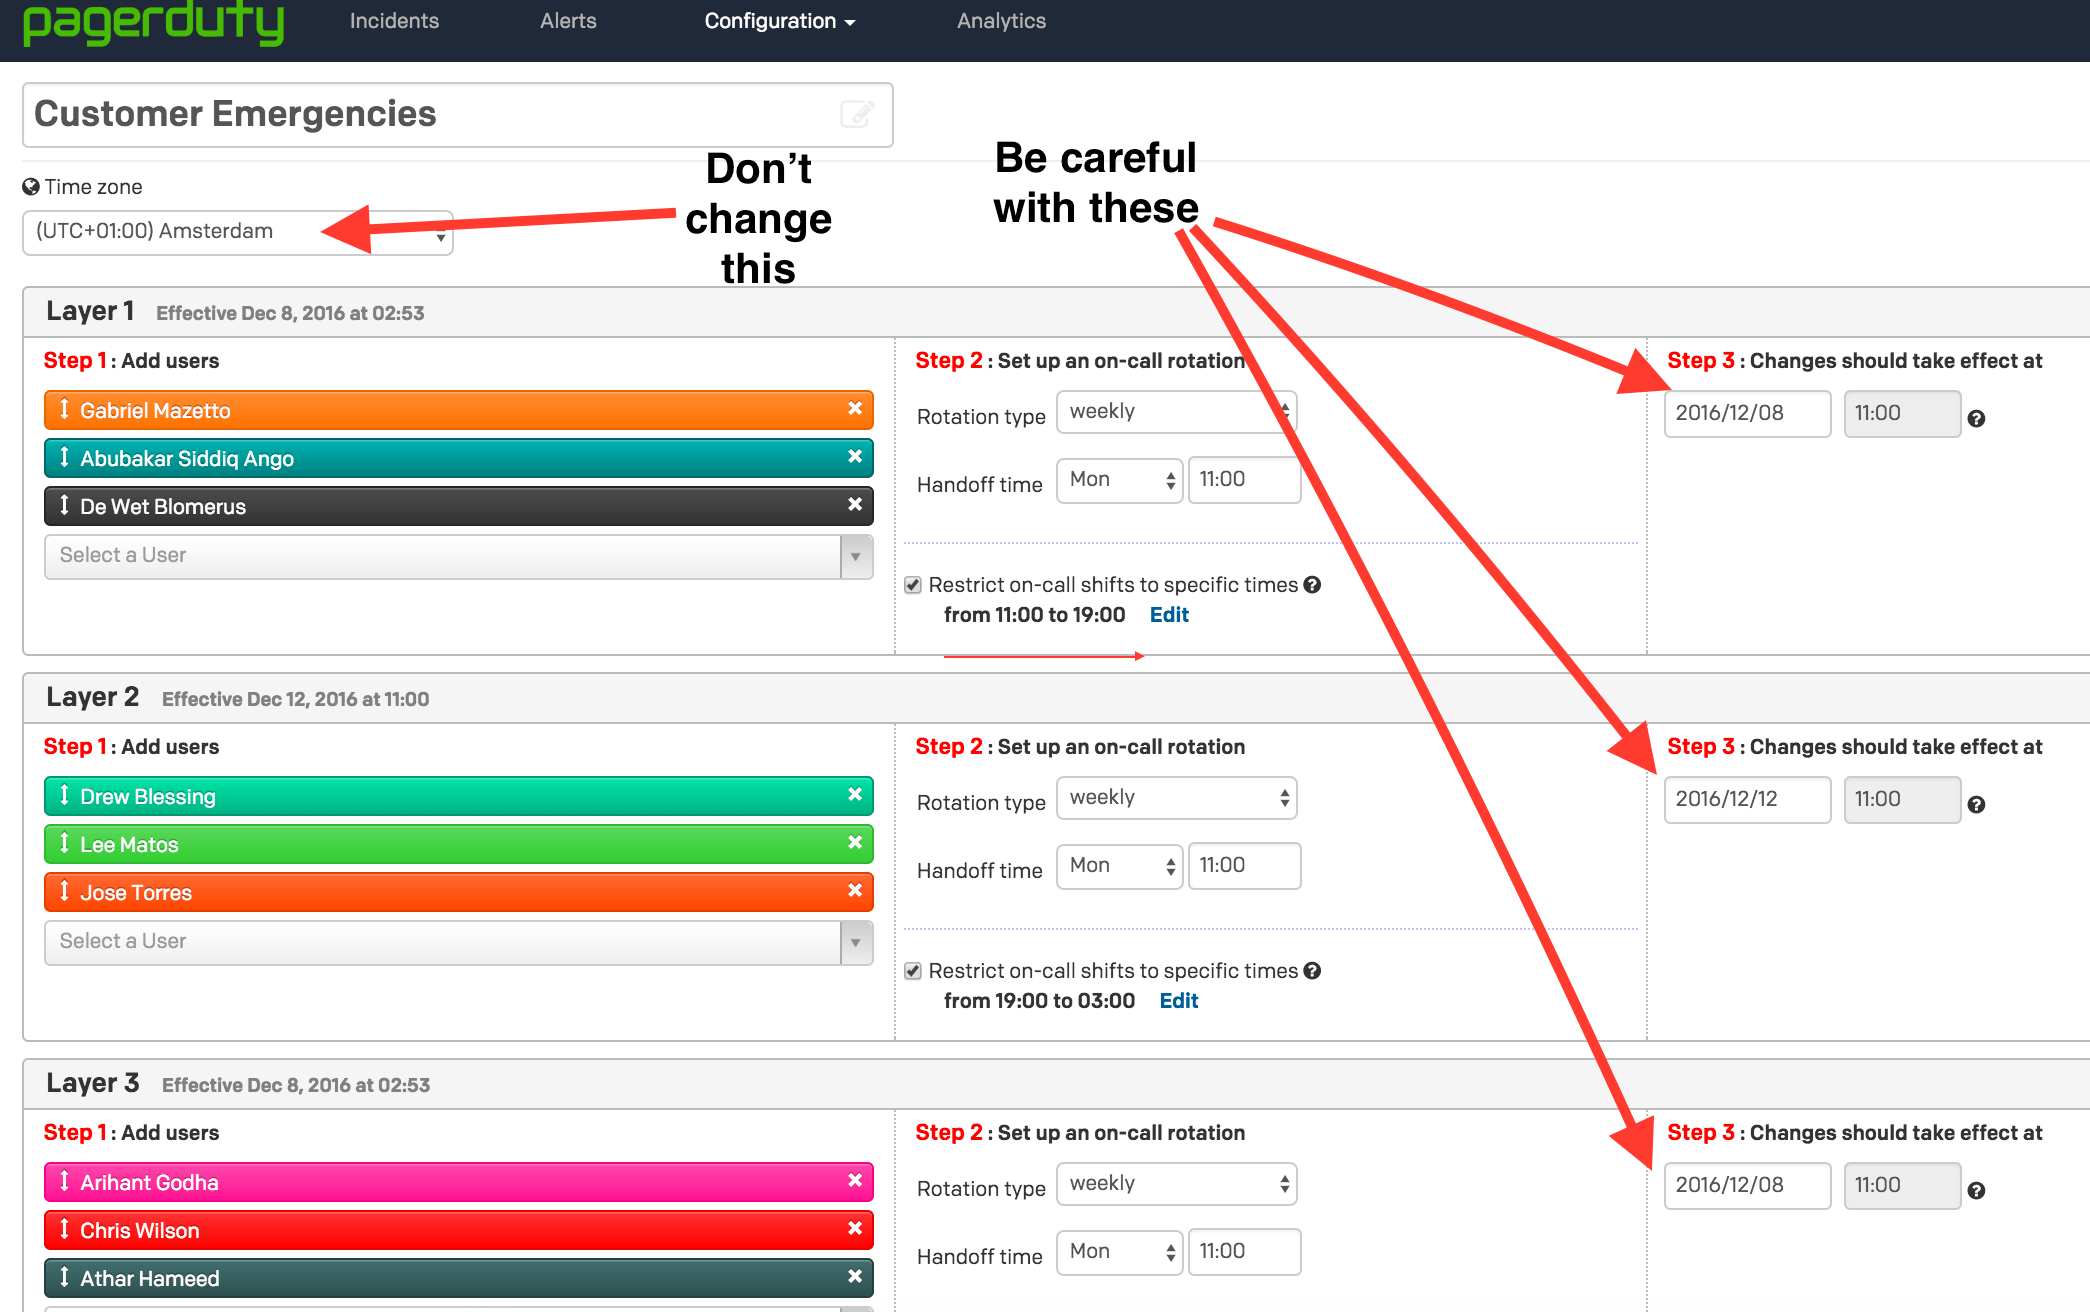 pagerduty
Incidents Alerts Configuration Analytics
Customer Emergencies
Don’t
change
this
Be careful
with these
Time zone
(UTC+01:00) Amsterdam
Layer 1 Effective Dec 8, 2016 at 02:53
Step 1 : Add users
Gabriel Mazetto
Abubakar Siddiq Ango
De Wet Blomerus
Select a User
Step 2 : Set up an on-call rotation
Rotation type weekly
Handoff time Mon 11:00
Restrict on-call shifts to specific times
from 11:00 to 19:00 Edit
Step 3 : Changes should take effect at
2016/12/08 11:00
Layer 2 Effective Dec 12, 2016 at 11:00
Step 1 : Add users
Drew Blessing
Lee Matos
Jose Torres
Select a User
Step 2 : Set up an on-call rotation
Rotation type weekly
Handoff time Mon 11:00
Restrict on-call shifts to specific times
from 19:00 to 03:00 Edit
Step 3 : Changes should take effect at
2016/12/12 11:00
Layer 3 Effective Dec 8, 2016 at 02:53
Step 1 : Add users
Arihant Godha
Chris Wilson
Athar Hameed
Step 2 : Set up an on-call rotation
Rotation type weekly
Handoff time Mon 11:00
Step 3 : Changes should take effect at
2016/12/08 11:00